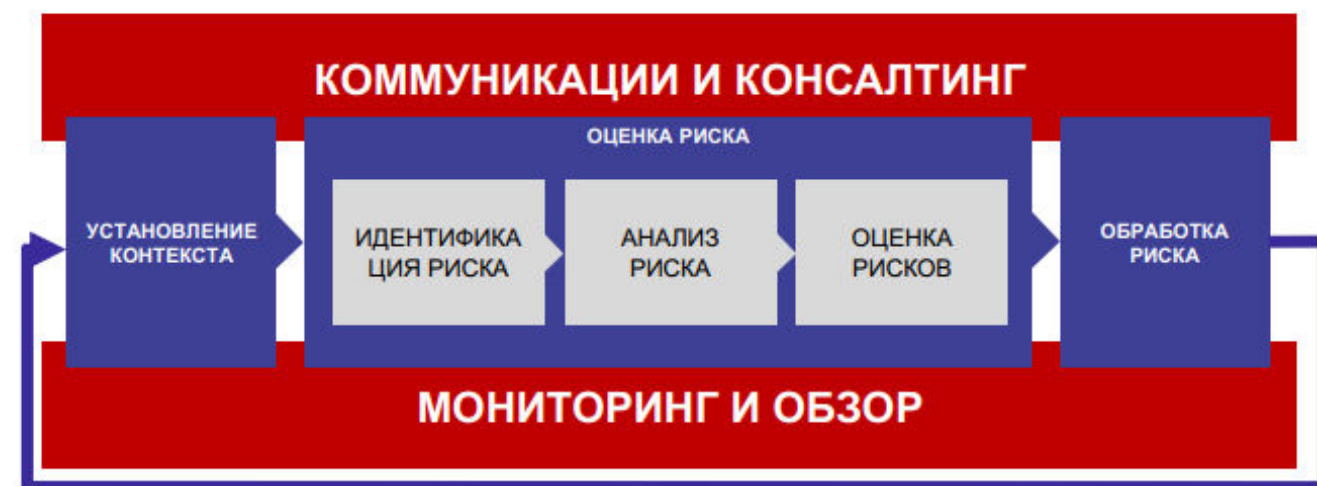 КОММУНИКАЦИИ И КОНСАЛТИНГ
ОЦЕНКА РИСКА
УСТАНОВЛЕНИЕ
КОНТЕКСТА
ИДЕНТИФИКА
ЦИЯ РИСКА
АНАЛИЗ
РИСКА
ОЦЕНКА
РИСКОВ
ОБРАБОТКА
РИСКА
МОНИТОРИНГ И ОБЗОР